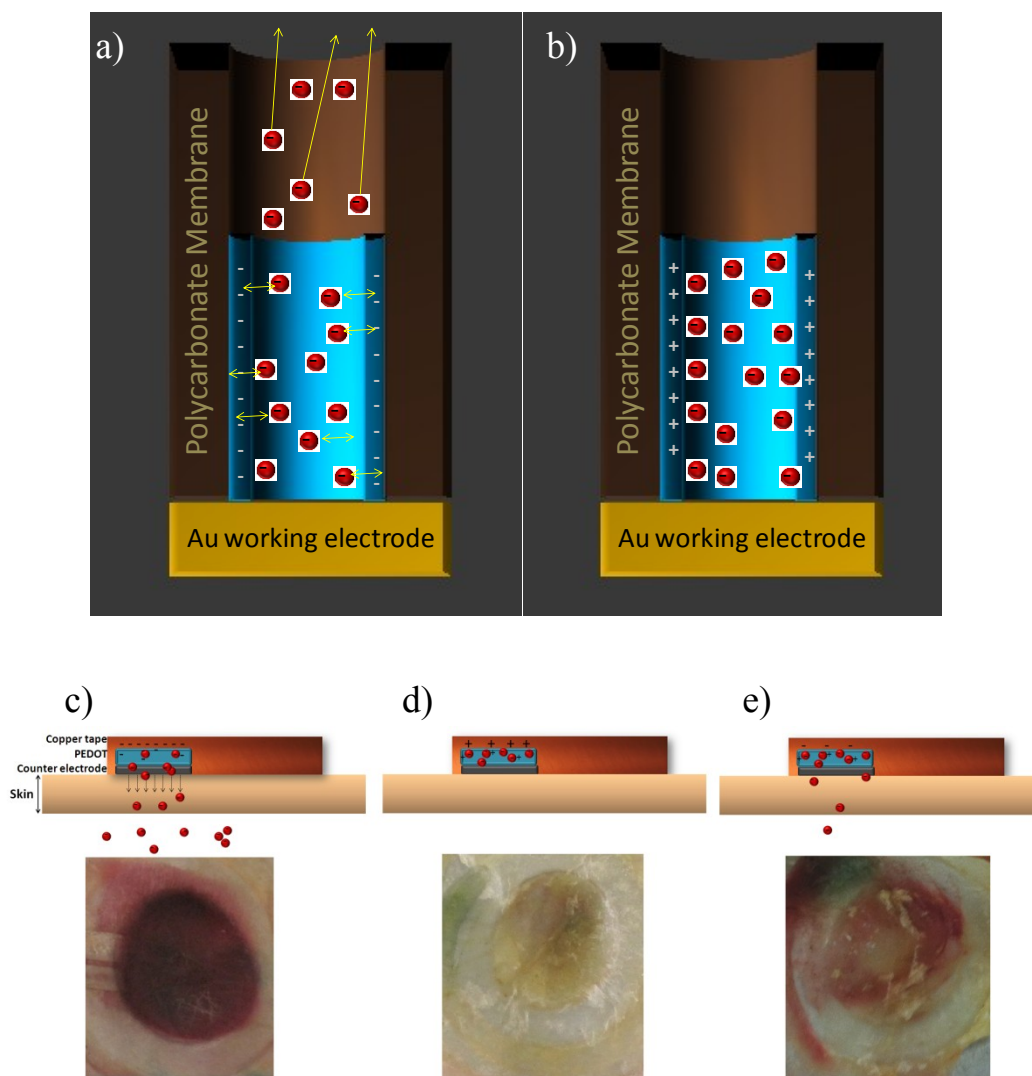 a)
b)
Polycarbonate Membrane
Polycarbonate Membrane
Au working electrode
Au working electrode
c)
d)
e)
Copper tape
PEDOT
Counter electrode
Skin